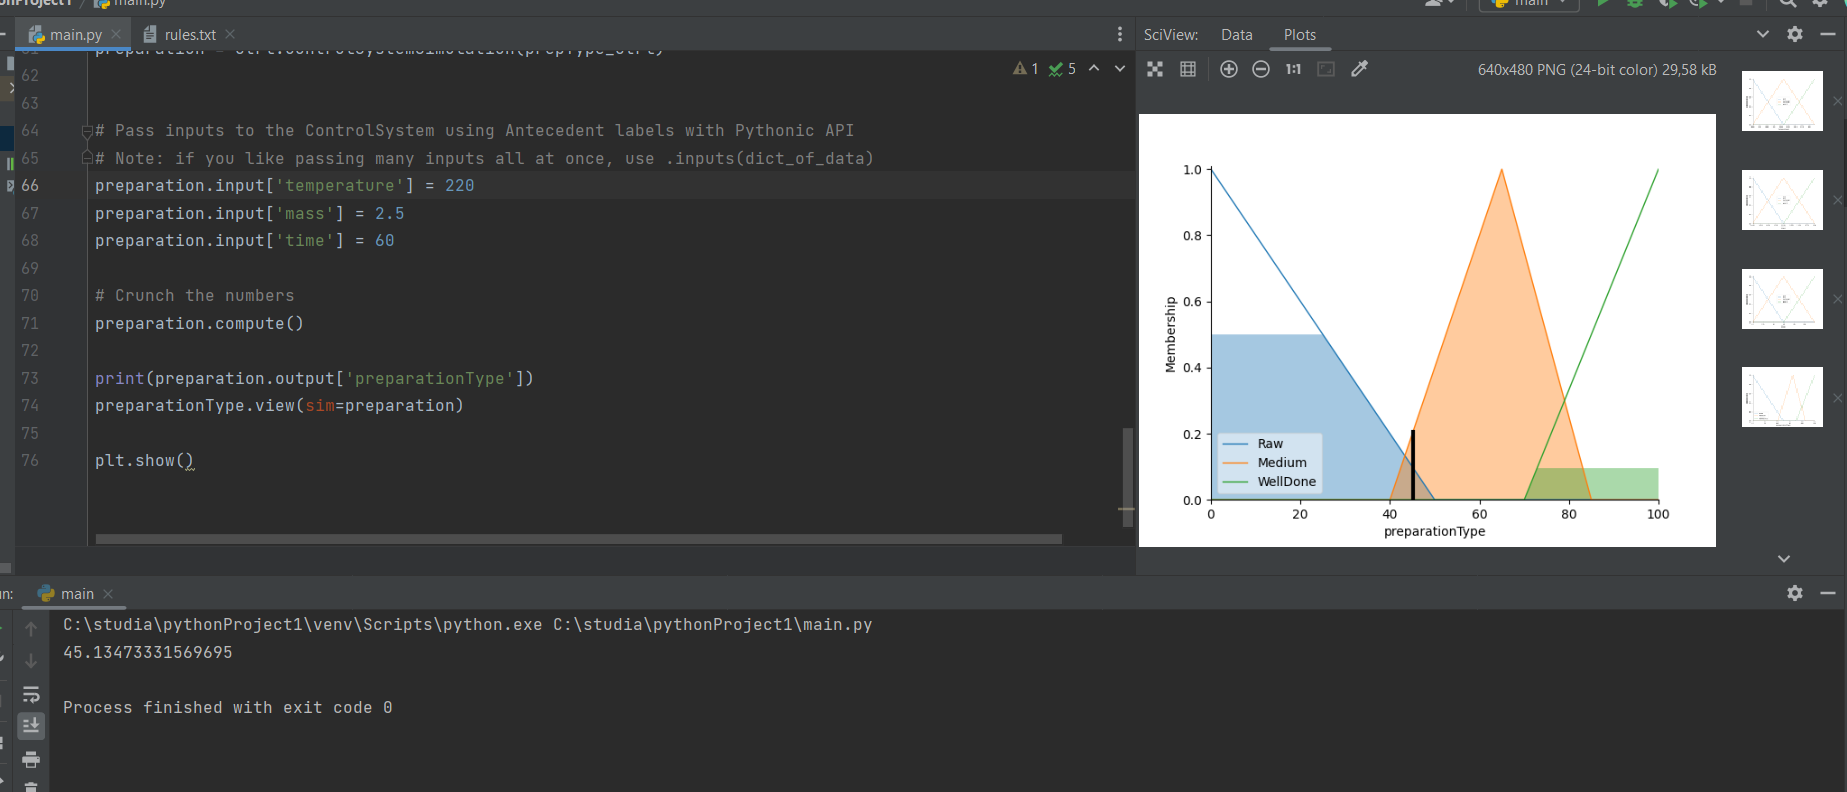 main.py
main
main.py
rules.txt
SciView: Data Plots
1 5
1:1 640x480 PNG (24-bit color) 29,58 kB
62
63
64 # Pass inputs to the ControlSystem using Antecedent labels with Pythonic API
65 # Note: if you like passing many inputs all at once, use .inputs(dict_of_data)
66 preparation.input['temperature'] = 220
67 preparation.input['mass'] = 2.5
68 preparation.input['time'] = 60
69
70 # Crunch the numbers
71 preparation.compute()
72
73 print(preparation.output['preparationType'])
74 preparationType.view(sim=preparation)
75
76 plt.show()
1.0
0.8
0.6
0.4
0.2
0.0
Membership
Raw
Medium
WellDone
0 20 40 60 80 100
preparationType
main
C:\studia\pythonProject1\venv\Scripts\python.exe C:\studia\pythonProject1\main.py
45.13473331569695
Process finished with exit code 0